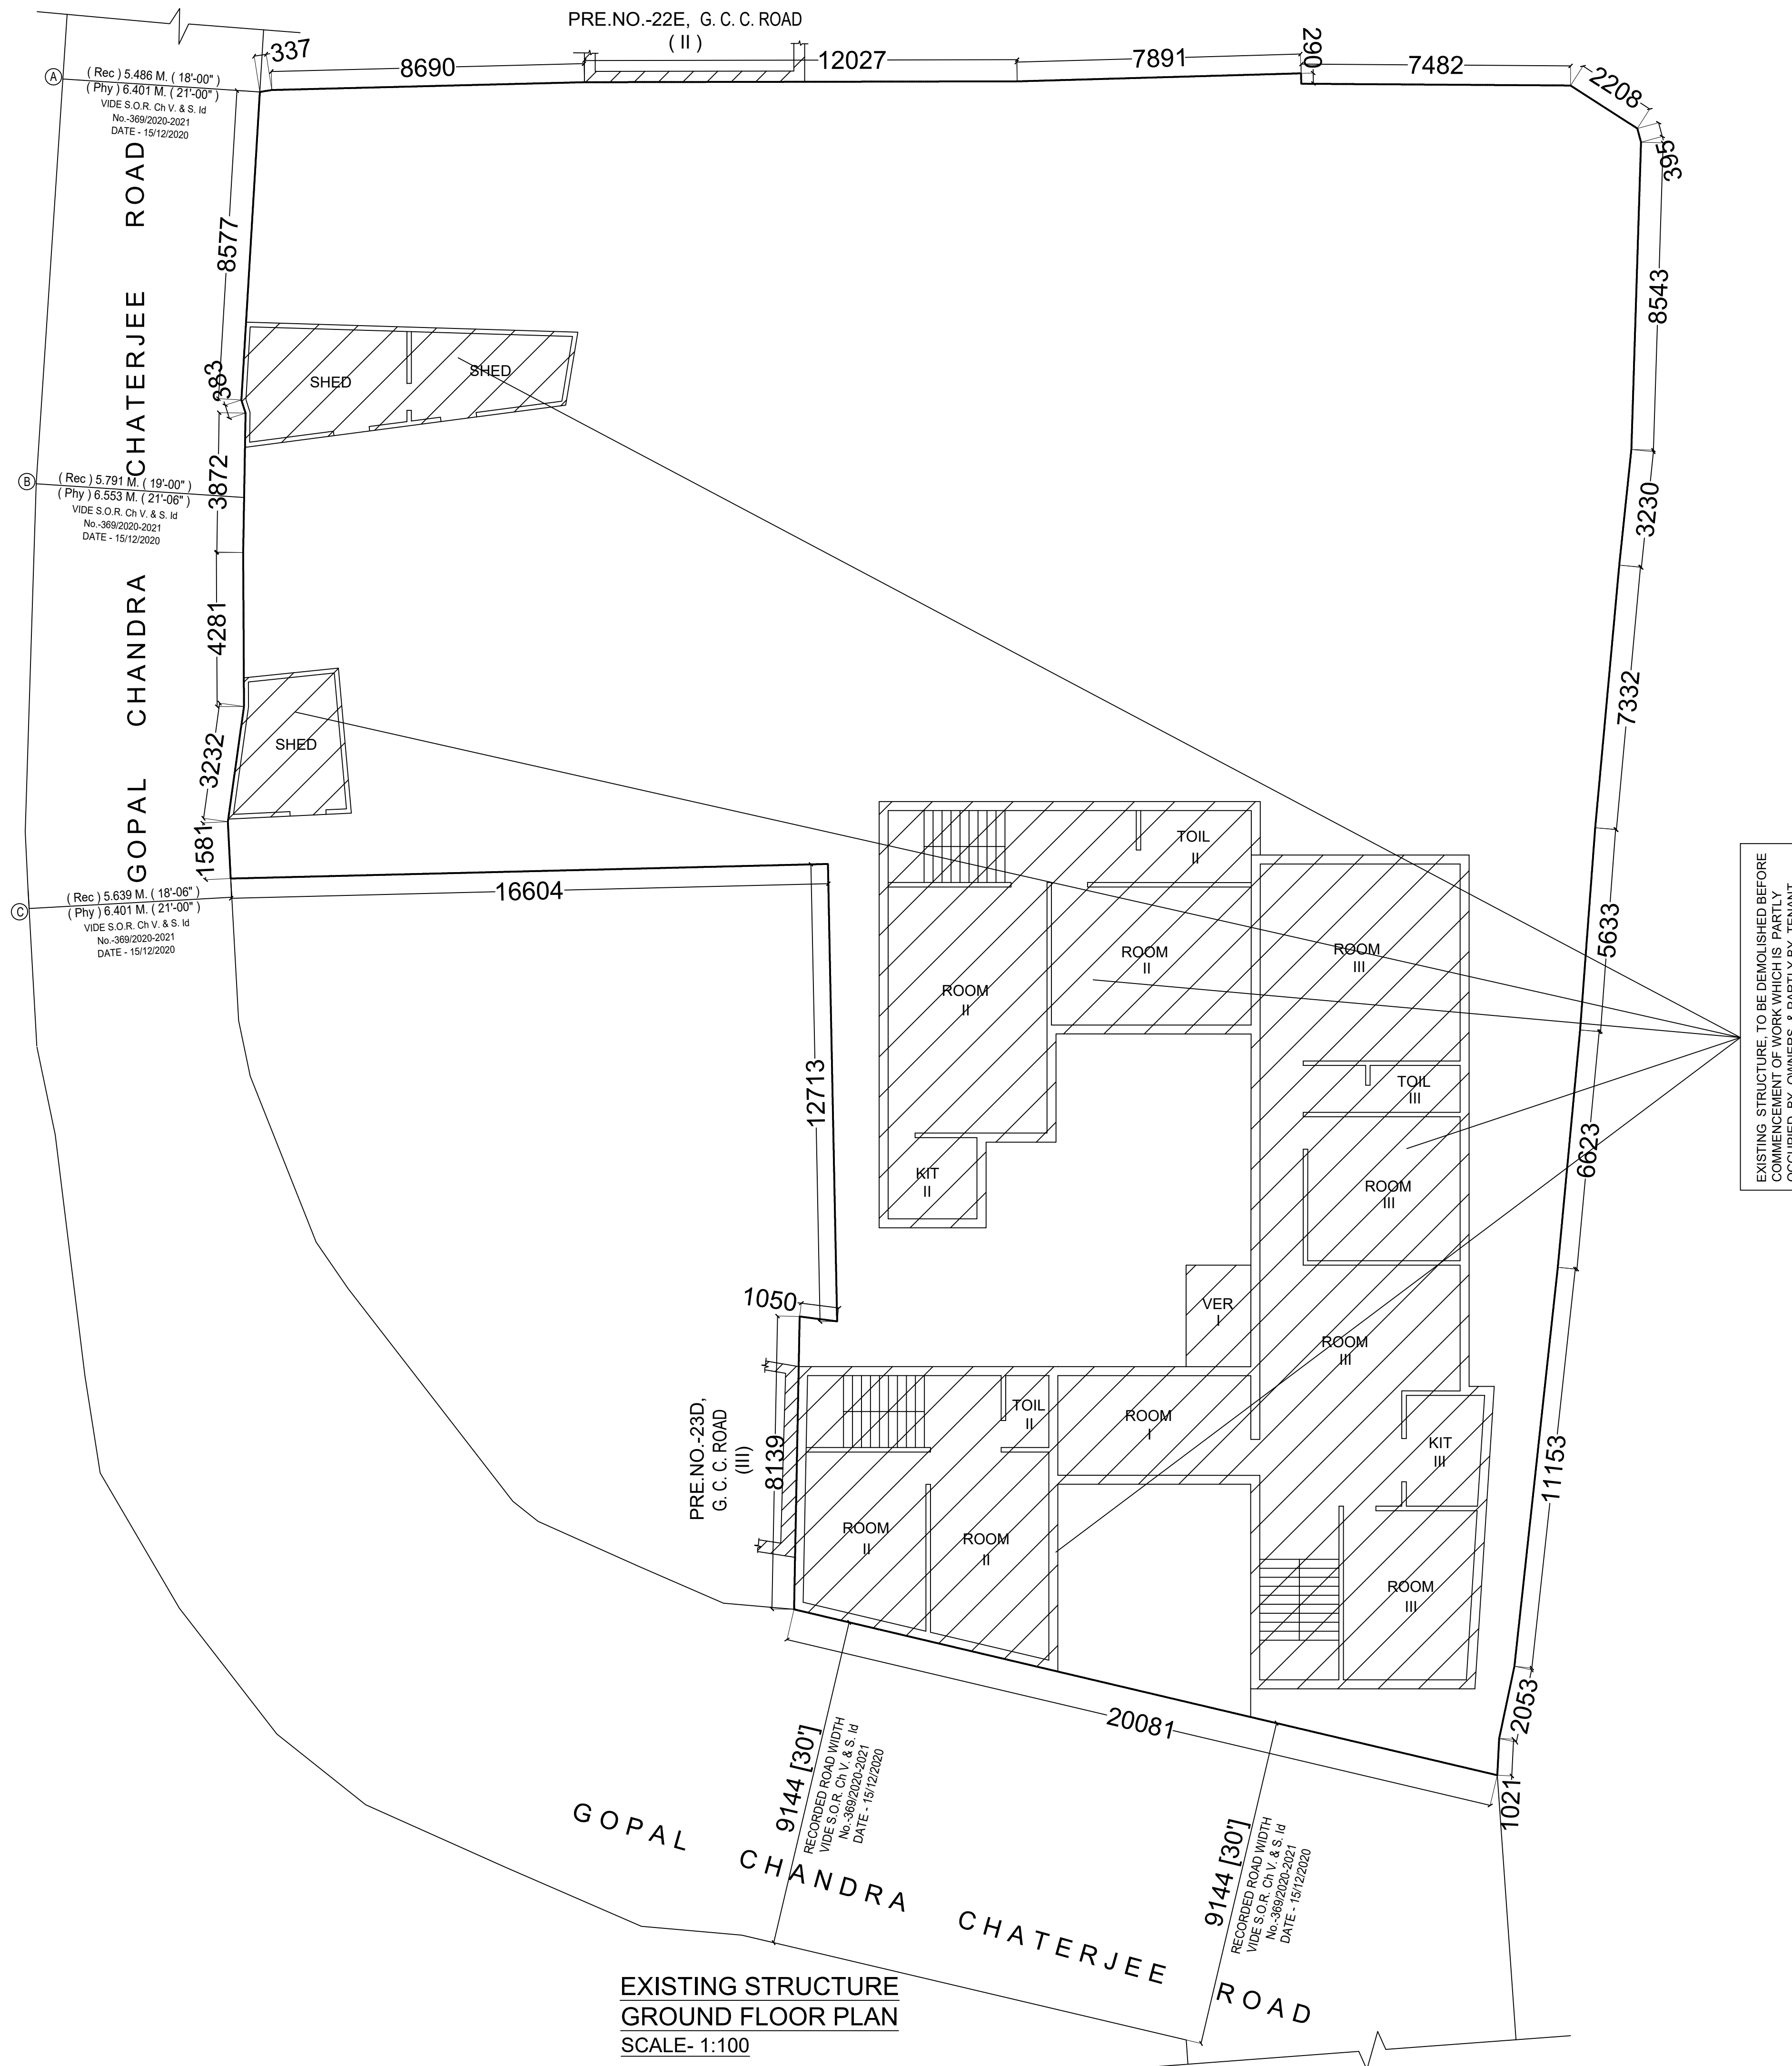 PRE.NO.-22E, G. C. C. ROAD
( II )
337
8690
12027
7891
290
7482
2208
395
A
( Rec ) 5.486 M. ( 18'-00" )
( Phy ) 6.401 M. ( 21'-00" )
VIDE S.O.R. Ch V. & S. Id
No.-369/2020-2021
DATE - 15/12/2020
8577
383
3872
4281
3232
1581
GOPAL CHANDRA CHATERJEE ROAD
B
( Rec ) 5.791 M. ( 19'-00" )
( Phy ) 6.553 M. ( 21'-06" )
VIDE S.O.R. Ch V. & S. Id
No.-369/2020-2021
DATE - 15/12/2020
C
( Rec ) 5.639 M. ( 18'-06" )
( Phy ) 6.401 M. ( 21'-00" )
VIDE S.O.R. Ch V. & S. Id
No.-369/2020-2021
DATE - 15/12/2020
SHED
SHED
SHED
8543
3230
7332
5633
6623
11153
2053
1021
16604
12713
1050
8139
PRE.NO.-23D,
G. C. C. ROAD
(III)
TOIL
II
ROOM
II
ROOM
II
KIT
II
ROOM
III
TOIL
III
ROOM
III
VER
I
ROOM
III
TOIL
II
ROOM
I
KIT
III
ROOM
II
ROOM
II
ROOM
III
EXISTING STRUCTURE, TO BE DEMOLISHED BEFORE
COMMENCEMENT OF WORK WHICH IS PARTLY
OCCUPIED BY OWNERS & PARTLY BY TENANT
20081
9144 [30']
RECORDED ROAD WIDTH
VIDE S.O.R. Ch V. & S. Id
No.-369/2020-2021
DATE - 15/12/2020
9144 [30']
RECORDED ROAD WIDTH
VIDE S.O.R. Ch V. & S. Id
No.-369/2020-2021
DATE - 15/12/2020
GOPAL CHANDRA CHATERJEE ROAD
EXISTING STRUCTURE
GROUND FLOOR PLAN
SCALE- 1:100